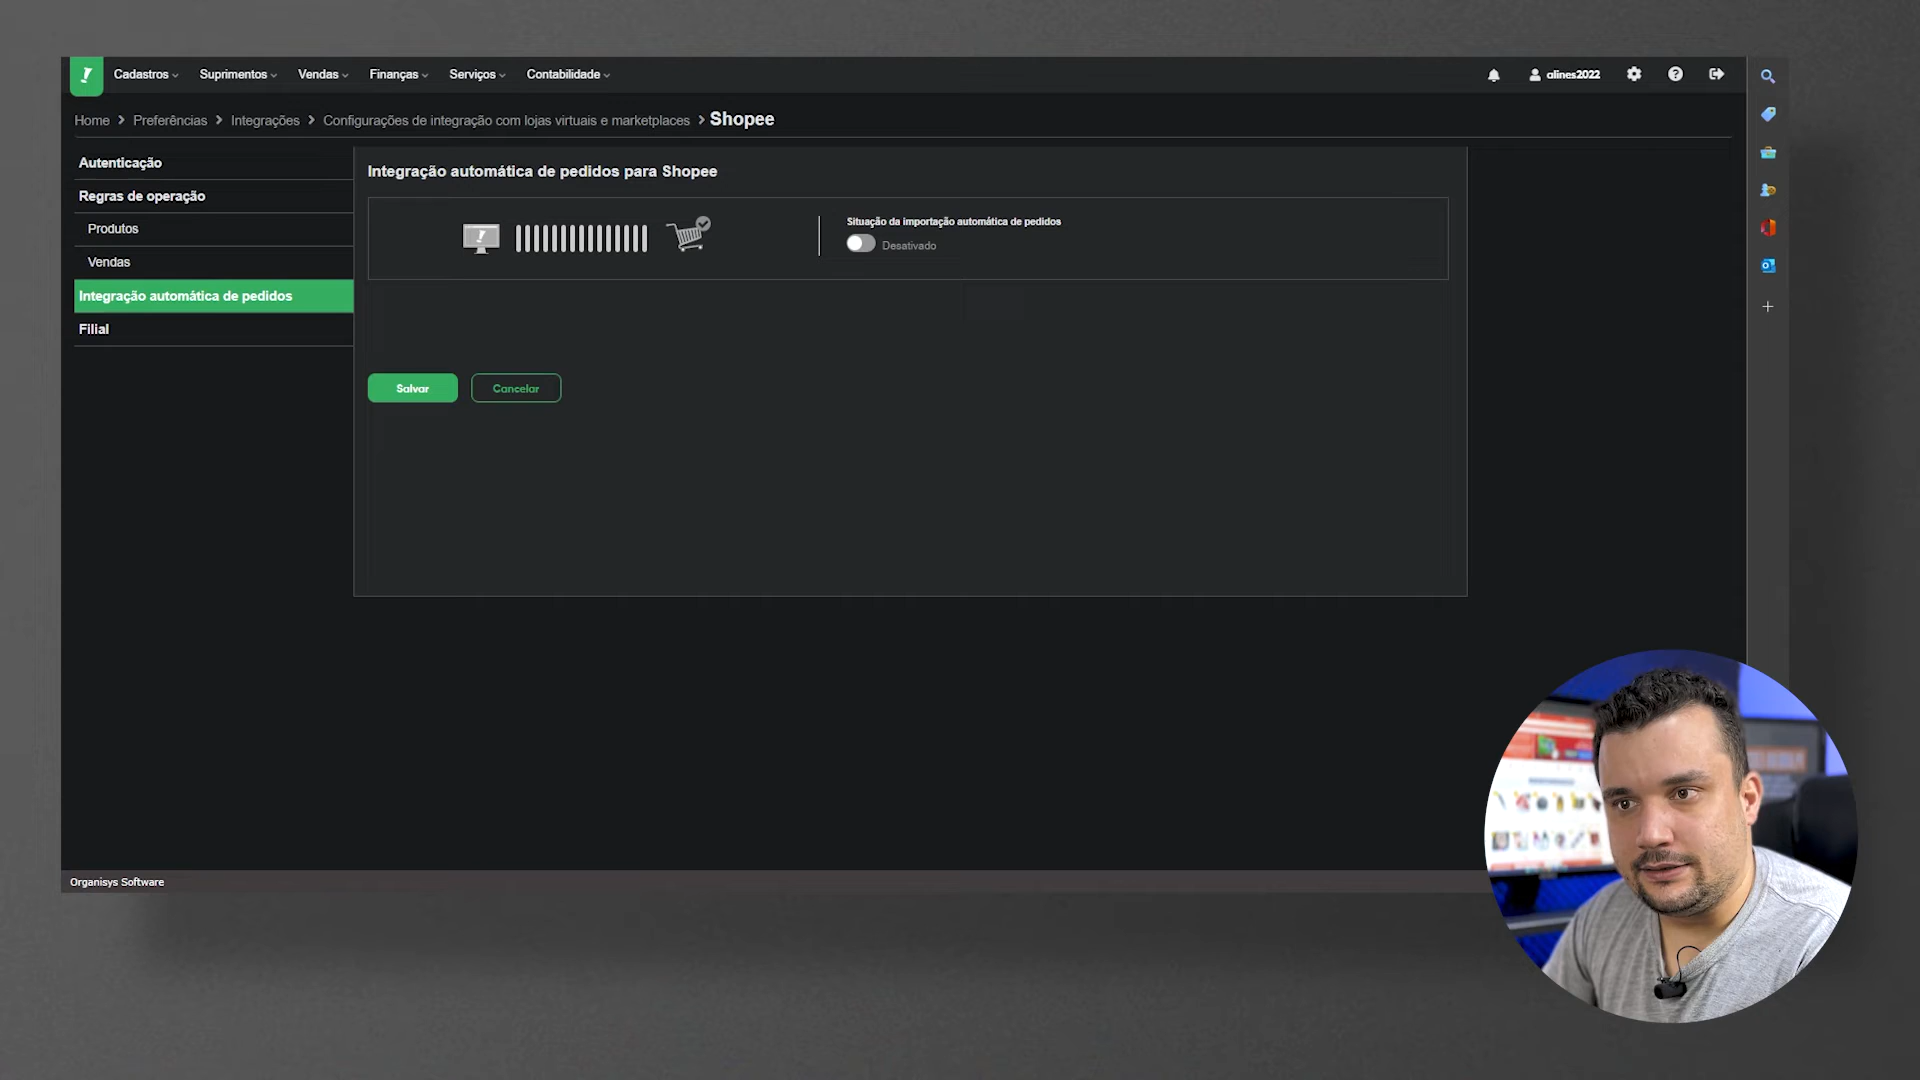 Cadastros Suprimentos Vendas Finanças Serviços Contabilidade alines2022
Home > Preferências > Integrações > Configurações de integração com lojas virtuais e marketplaces > Shopee
Autenticação
Regras de operação
Produtos
Vendas
Integração automática de pedidos
Filial
Integração automática de pedidos para Shopee
Situação da importação automática de pedidos
Desativado
Salvar Cancelar
Organisys Software